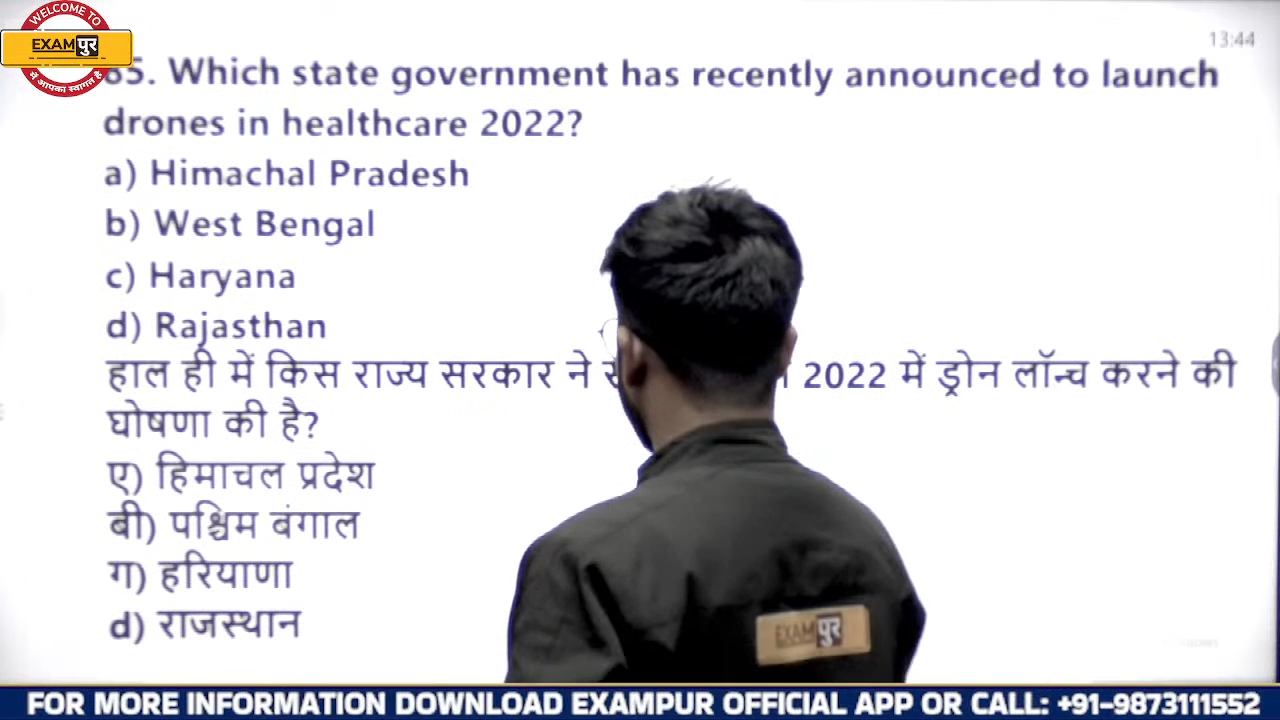 WELCOME TO
EXAMपुर
में आपका स्वागत है
13:44
85. Which state government has recently announced to launch
drones in healthcare 2022?
a) Himachal Pradesh
b) West Bengal
c) Haryana
d) Rajasthan
हाल ही में किस राज्य सरकार ने 2022 में ड्रोन लॉन्च करने की
घोषणा की है?
ए) हिमाचल प्रदेश
बी) पश्चिम बंगाल
ग) हरियाणा
d) राजस्थान
EXAMपुर
FOR MORE INFORMATION DOWNLOAD EXAMPUR OFFICIAL APP OR CALL: +91-9873111552